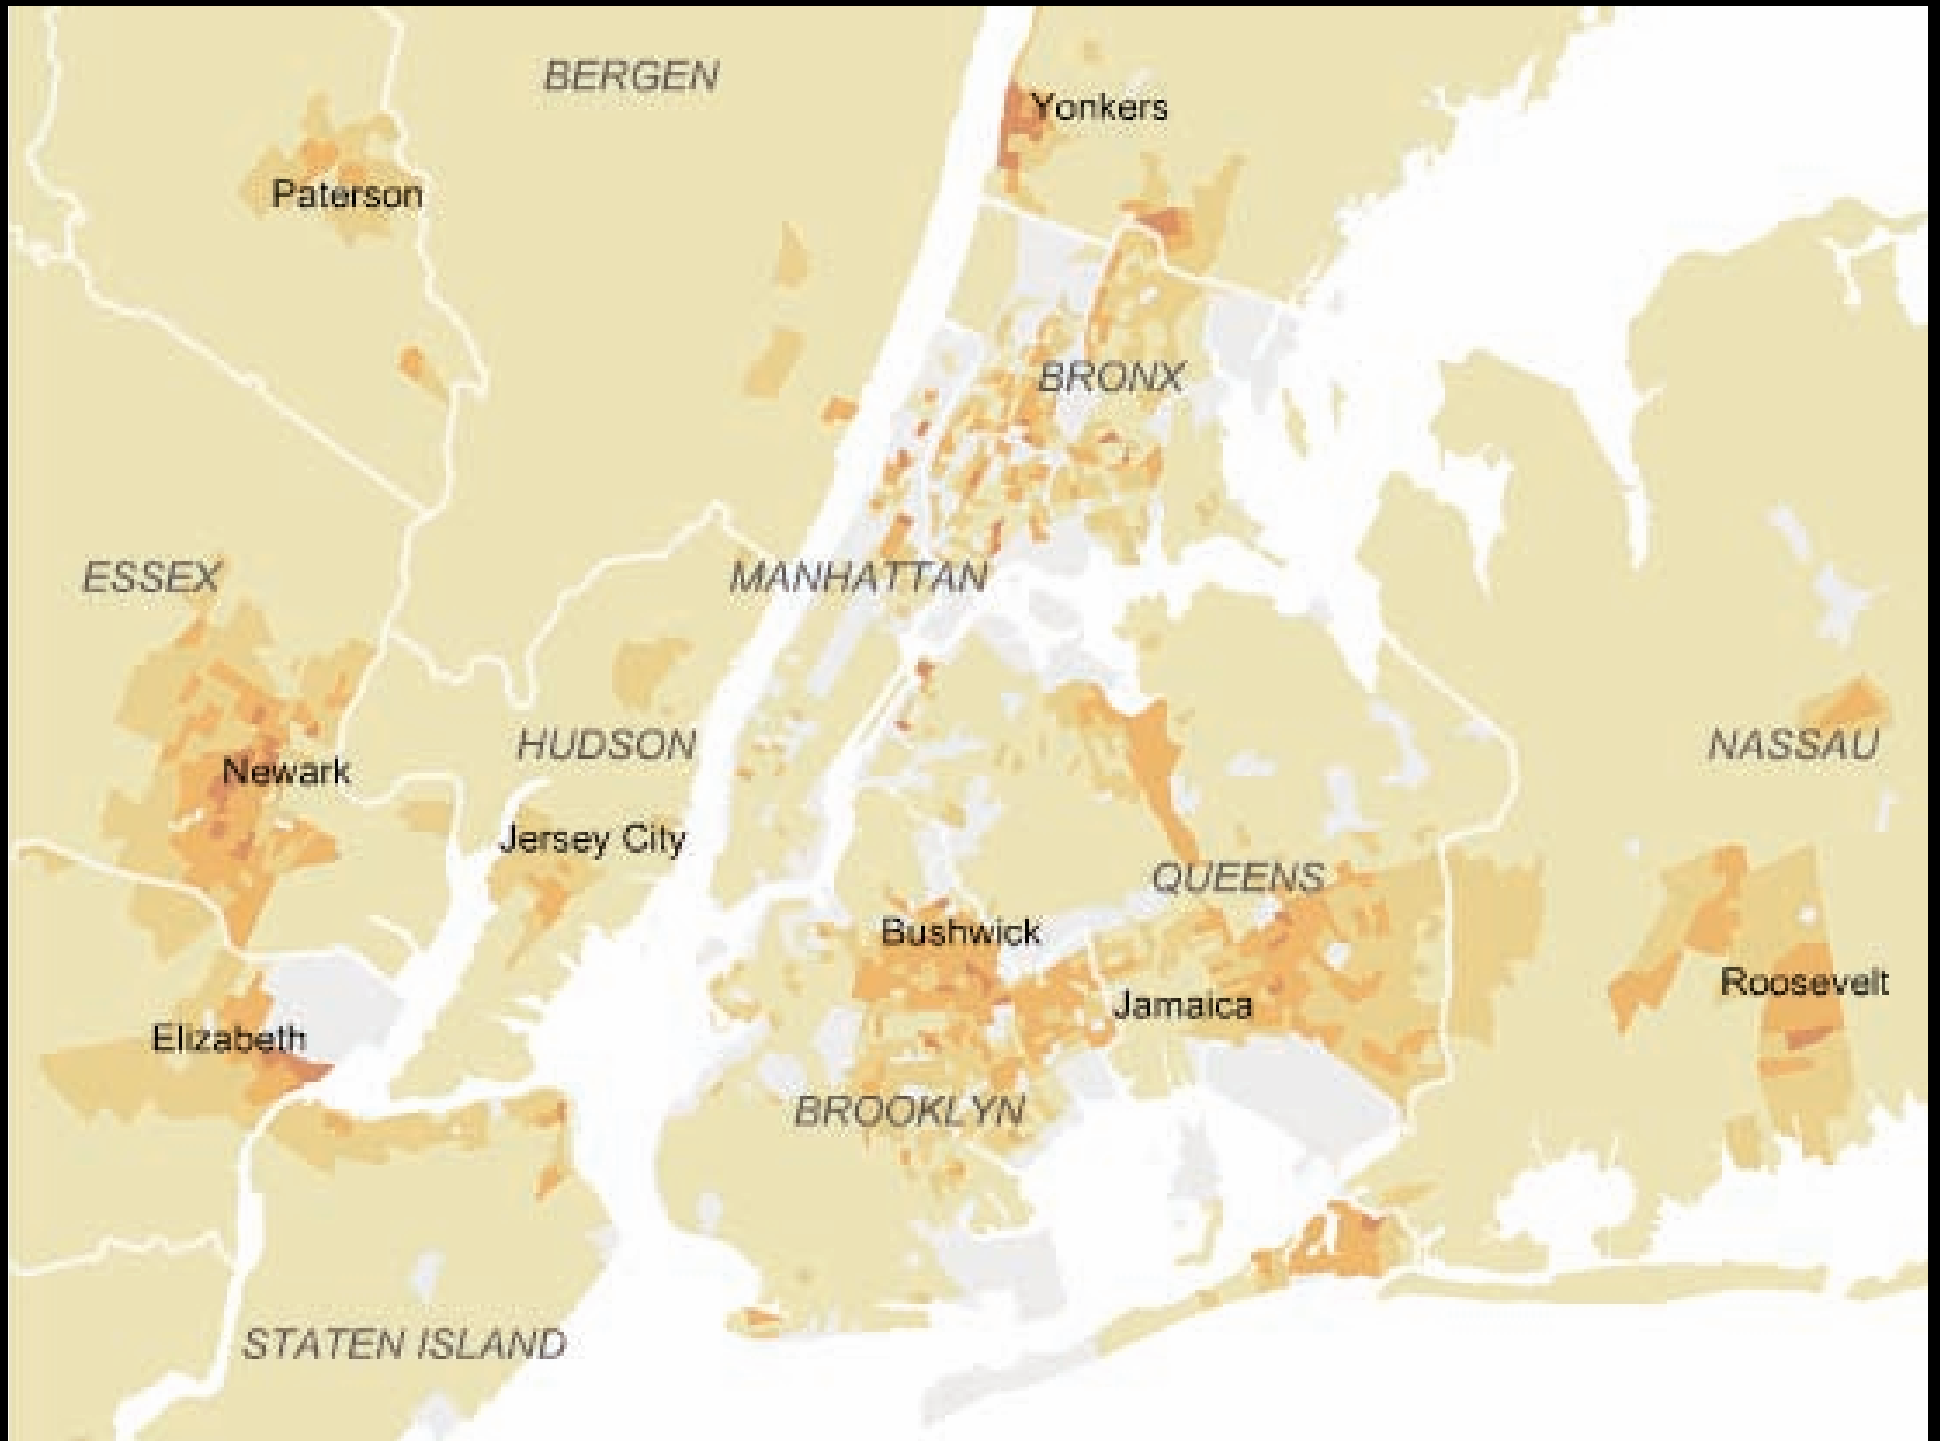 BERGEN
Yonkers
Paterson
BRONX
ESSEX
MANHATTAN
HUDSON
NASSAU
Newark
Jersey City
QUEENS
Bushwick
Roosevelt
Jamaica
Elizabeth
BROOKLYN
STATEN ISLAND